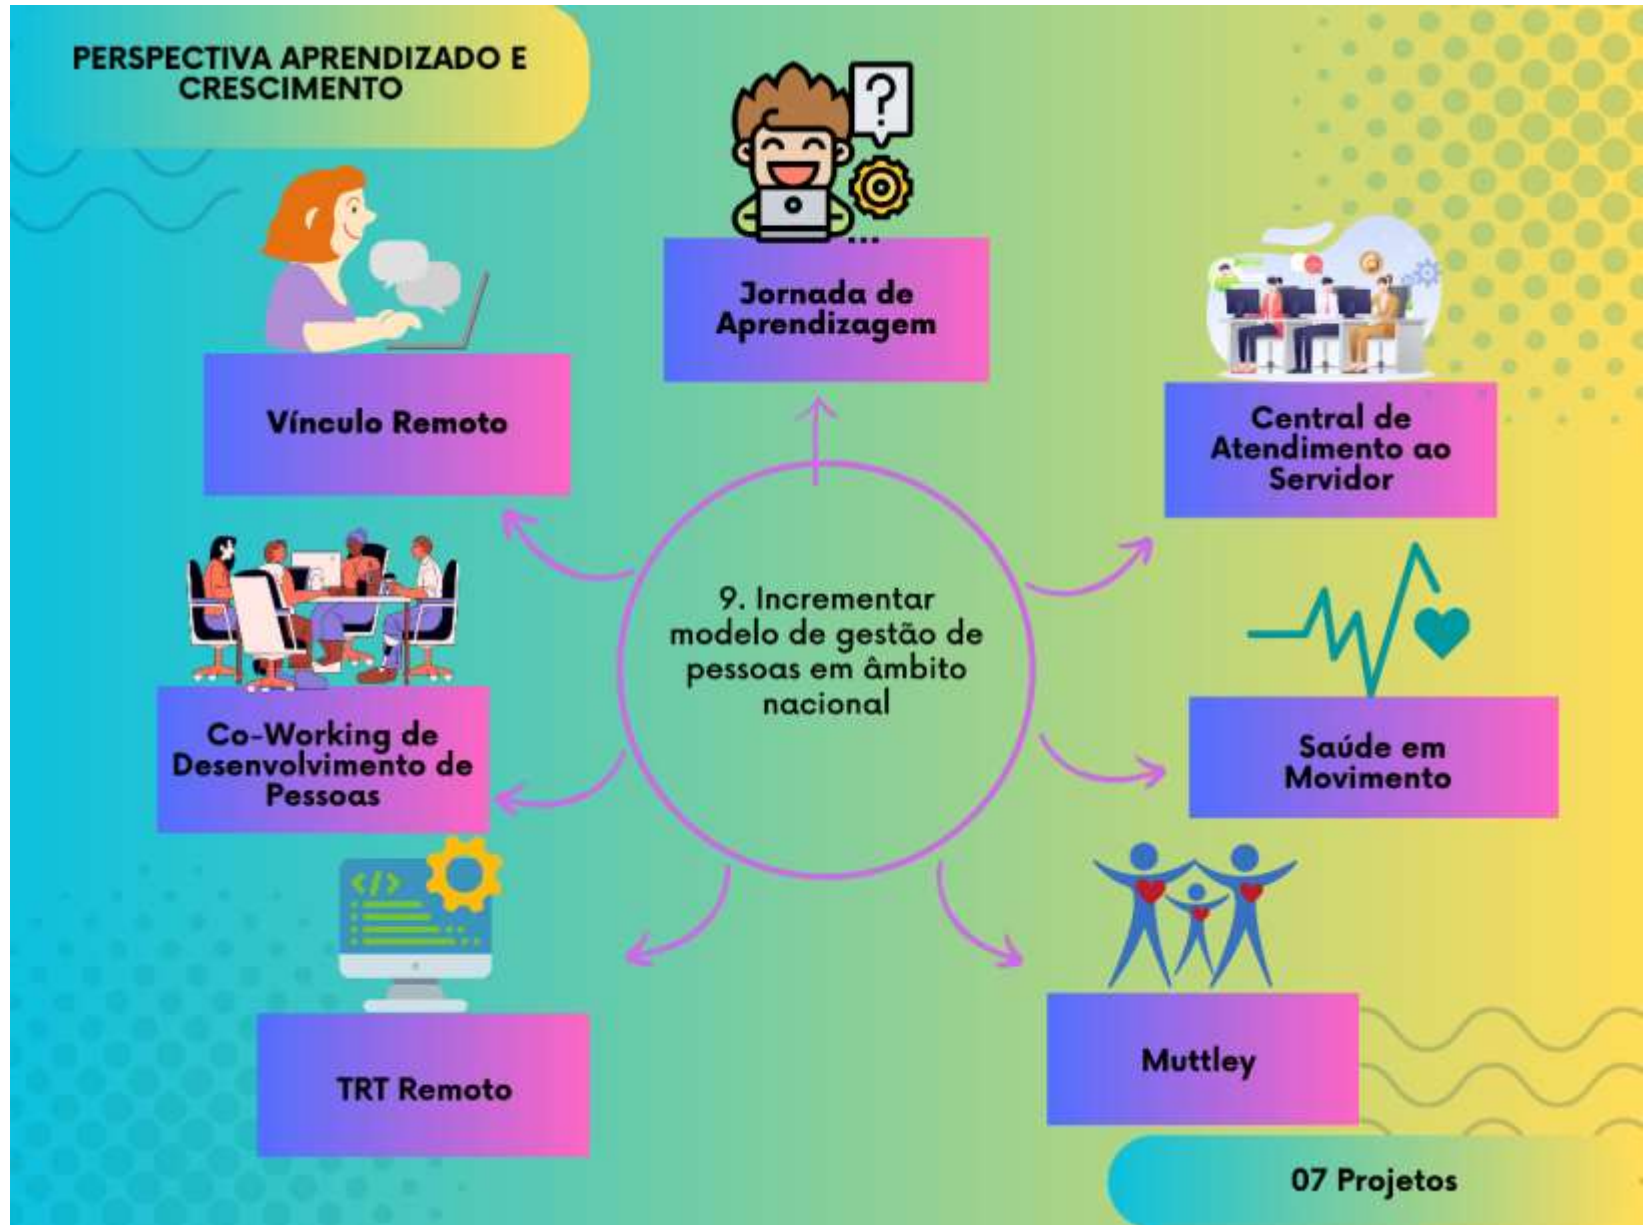 PERSPECTIVA APRENDIZADO E
CRESCIMENTO
?
Jornada de
Aprendizagem
Vínculo Remoto
Central de
Atendimento ao
Servidor
9. Incrementar
modelo de gestão de
pessoas em âmbito
nacional
Co-Working de
Desenvolvimento de
Pessoas
Saúde em
Movimento
</>
TRT Remoto
Muttley
07 Projetos